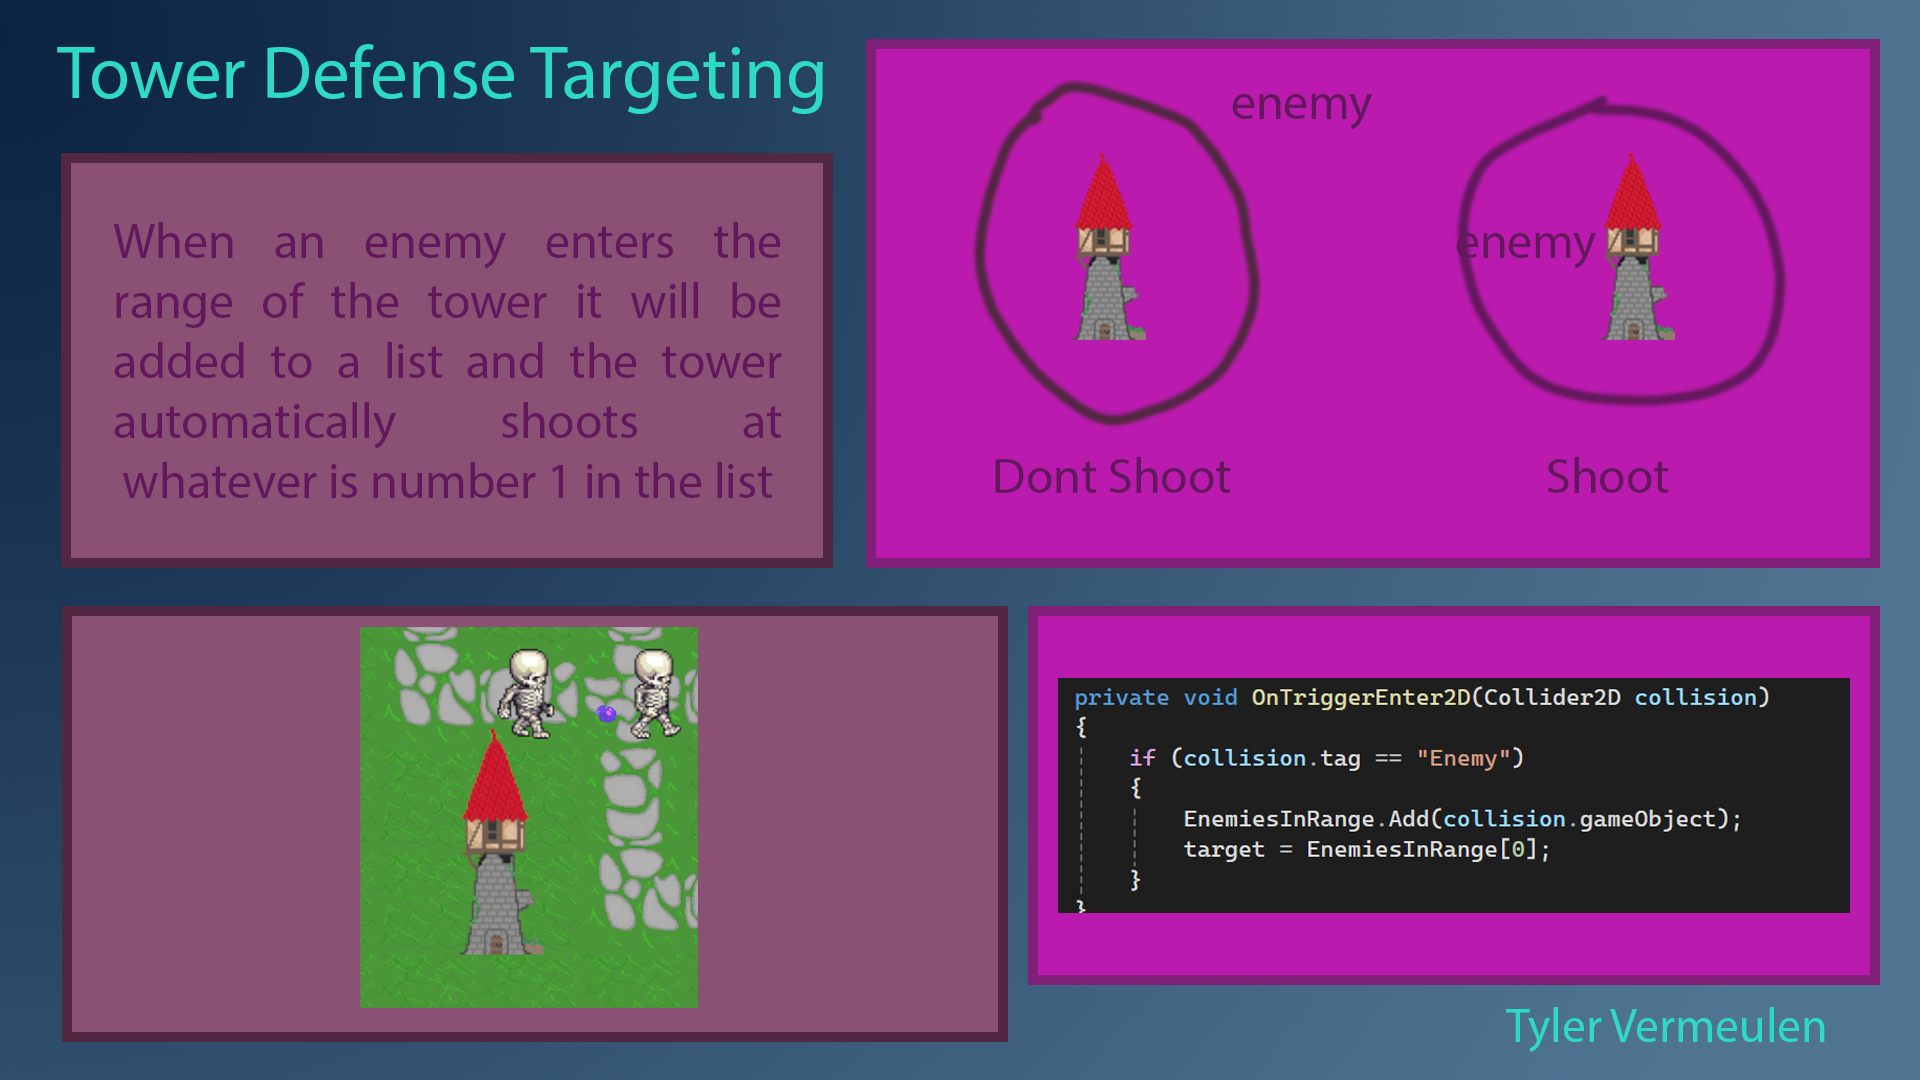 Tower Defense Targeting
When an enemy enters the
range of the tower it will be
added to a list and the tower
automatically shoots at
whatever is number 1 in the list
enemy
enemy
Dont Shoot
Shoot
private void OnTriggerEnter2D(Collider2D collision)
{
if (collision.tag == "Enemy")
{
EnemiesInRange.Add(collision.gameObject);
target = EnemiesInRange[0];
}
}
Tyler Vermeulen